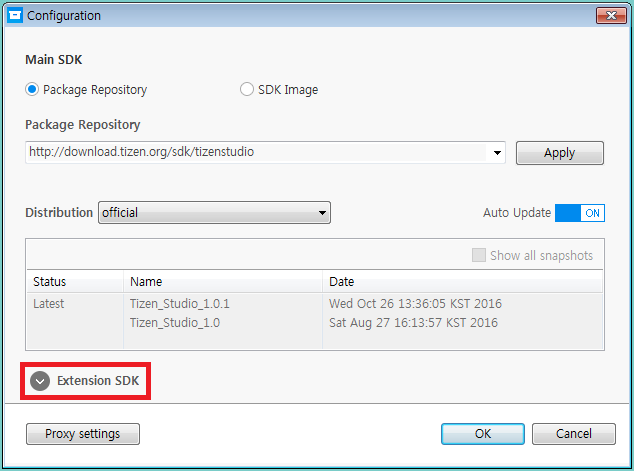 Configuration
Main SDK
Package Repository
SDK Image
Package Repository
http://download.tizen.org/sdk/tizenstudio
Apply
Distribution
official
Auto Update
ON
Show all snapshots
Status Name Date
Latest Tizen_Studio_1.0.1 Wed Oct 26 13:36:05 KST 2016
Tizen_Studio_1.0 Sat Aug 27 16:13:57 KST 2016
Extension SDK
Proxy settings
OK
Cancel